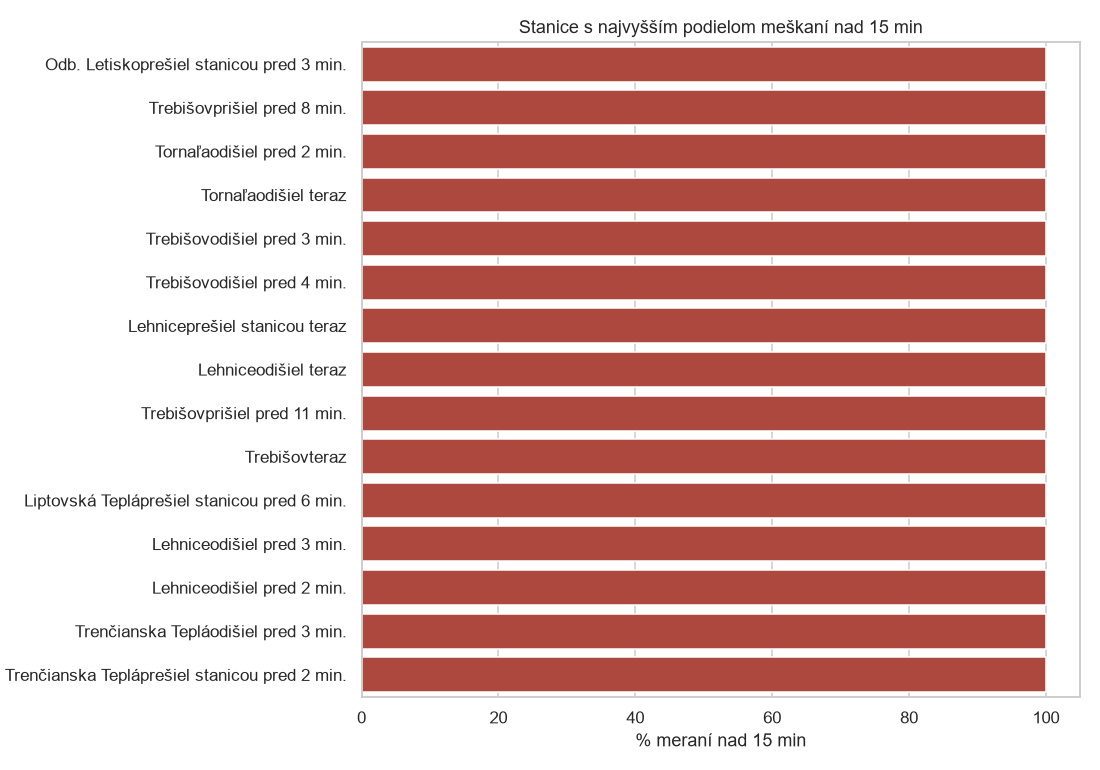 Stanice s najvyšším podielom meškaní nad 15 min
Odb. Letiskoprešiel stanicou pred 3 min.
Trebišovprišiel pred 8 min.
Tornaľaodišiel pred 2 min.
Tornaľaodišiel teraz
Trebišovodišiel pred 3 min.
Trebišovodišiel pred 4 min.
Lehniceprešiel stanicou teraz
Lehniceodišiel teraz
Trebišovprišiel pred 11 min.
Trebišovteraz
Liptovská Tepláprešiel stanicou pred 6 min.
Lehniceodišiel pred 3 min.
Lehniceodišiel pred 2 min.
Trenčianska Tepláodišiel pred 3 min.
Trenčianska Tepláprešiel stanicou pred 2 min.
0 20 40 60 80 100
% meraní nad 15 min